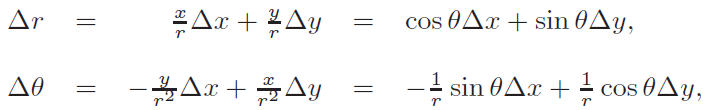 Δr = x/r Δx + y/r Δy = cos θΔx + sin θΔy,
Δθ = −y/r² Δx + x/r² Δy = −1/r sin θΔx + 1/r cos θΔy,